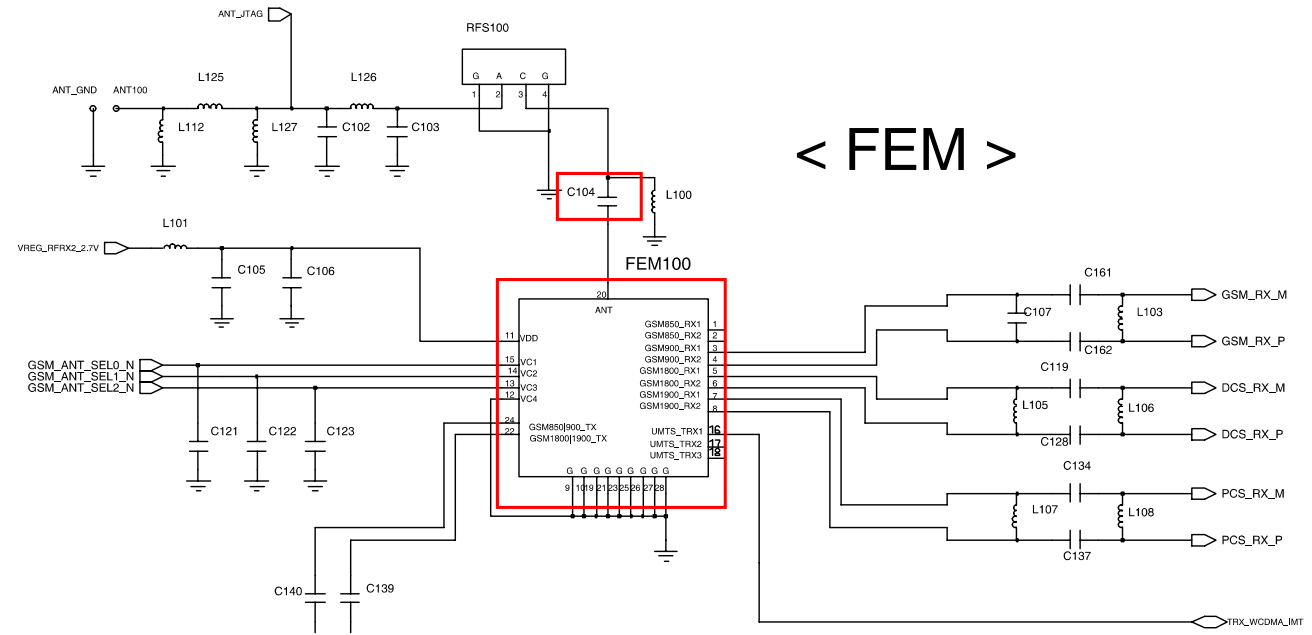 ANT_JTAG
RFS100
G A C G
1 2 3 4
ANT_GND ANT100 L125 L126
L112 L127 C102 C103
< FEM >
C104 L100
L101
VREG_RFRX2_2.7V
C105 C106
FEM100
20
ANT
C161
GSM_RX_M
C107 L103
C162
GSM_RX_P
11 VDD
GSM850_RX1 1
GSM850_RX2 2
GSM900_RX1 3
GSM900_RX2 4
GSM1800_RX1 5
GSM1800_RX2 6
GSM1900_RX1 7
GSM1900_RX2 8
GSM_ANT_SEL0_N 15 VC1
GSM_ANT_SEL1_N 14 VC2
GSM_ANT_SEL2_N 13 VC3
12 VC4
C119
DCS_RX_M
L105 L106
C128
DCS_RX_P
C121 C122 C123
24 GSM850|900_TX
22 GSM1800|1900_TX
UMTS_TRX1 16
UMTS_TRX2 17
UMTS_TRX3 18
G G G G G G G G G
9 10 19 21 23 25 26 27 28
C134
PCS_RX_M
L107 L108
C137
PCS_RX_P
C140 C139
TRX_WCDMA_IMT